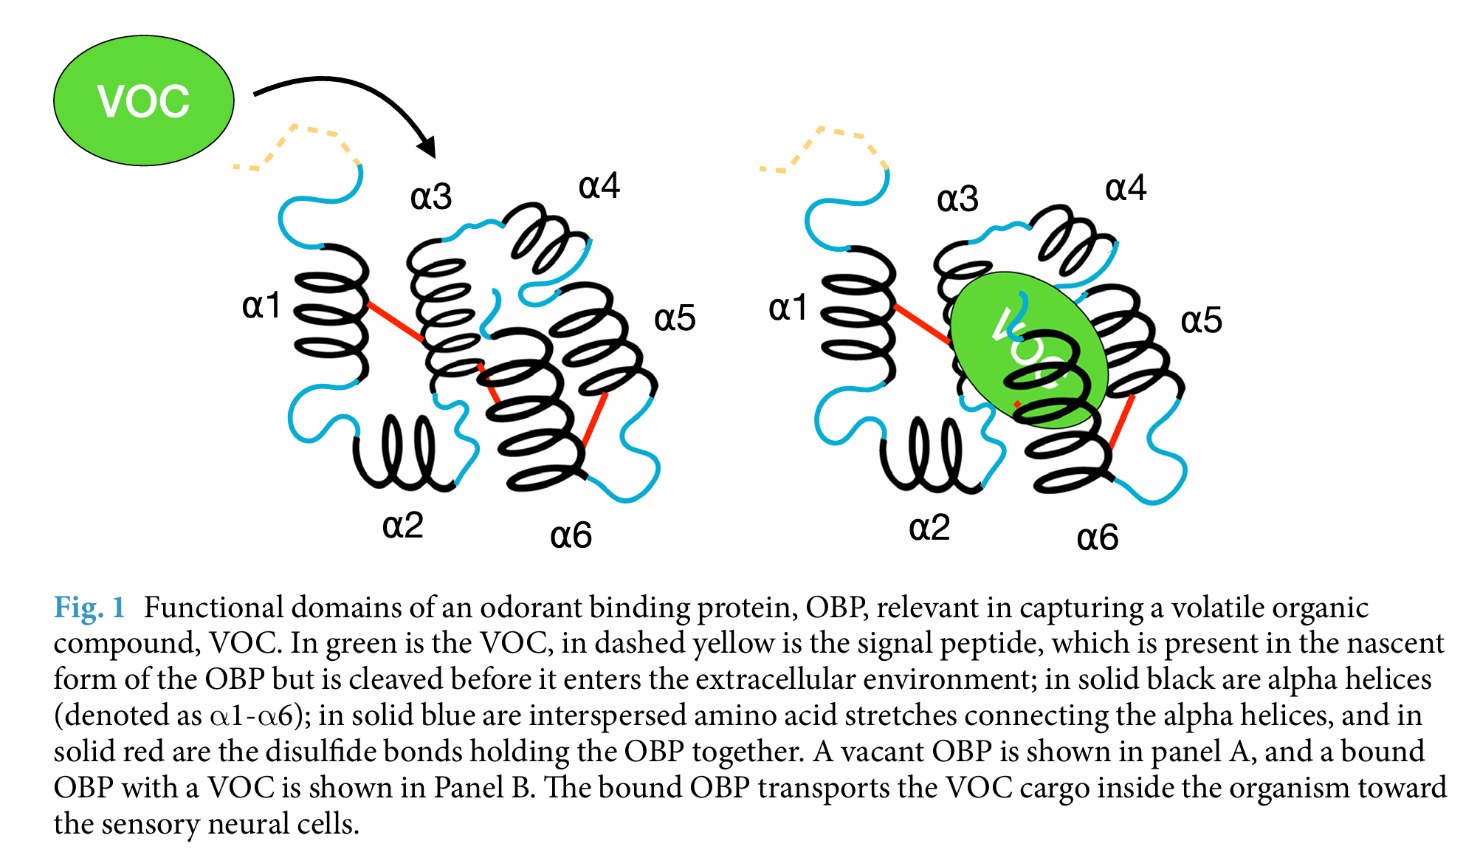 VOC
α3
α4
α1
α5
α2
α6
α3
α4
α1
α5
VOC
α2
α6
Fig. 1 Functional domains of an odorant binding protein, OBP, relevant in capturing a volatile organic
compound, VOC. In green is the VOC, in dashed yellow is the signal peptide, which is present in the nascent
form of the OBP but is cleaved before it enters the extracellular environment; in solid black are alpha helices
(denoted as α1-α6); in solid blue are interspersed amino acid stretches connecting the alpha helices, and in
solid red are the disulfide bonds holding the OBP together. A vacant OBP is shown in panel A, and a bound
OBP with a VOC is shown in Panel B. The bound OBP transports the VOC cargo inside the organism toward
the sensory neural cells.